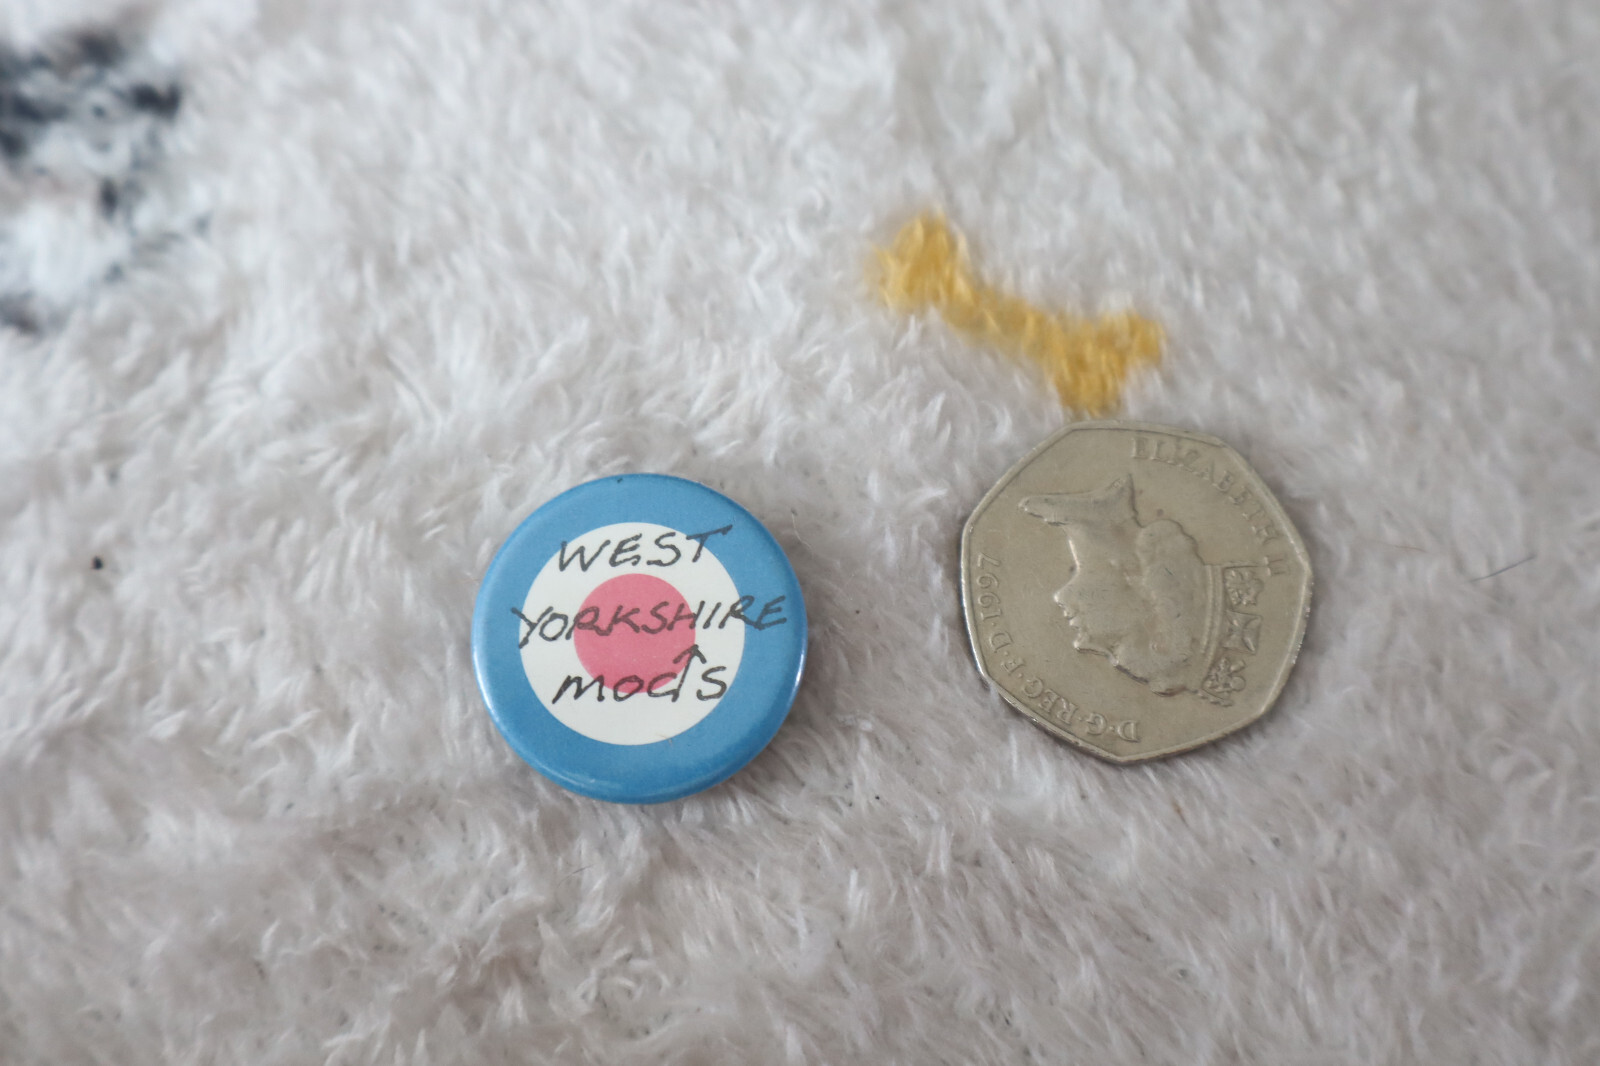 WEST
YORKSHIRE
mods
ELIZABETH II
D·G·REG·F·D·1997